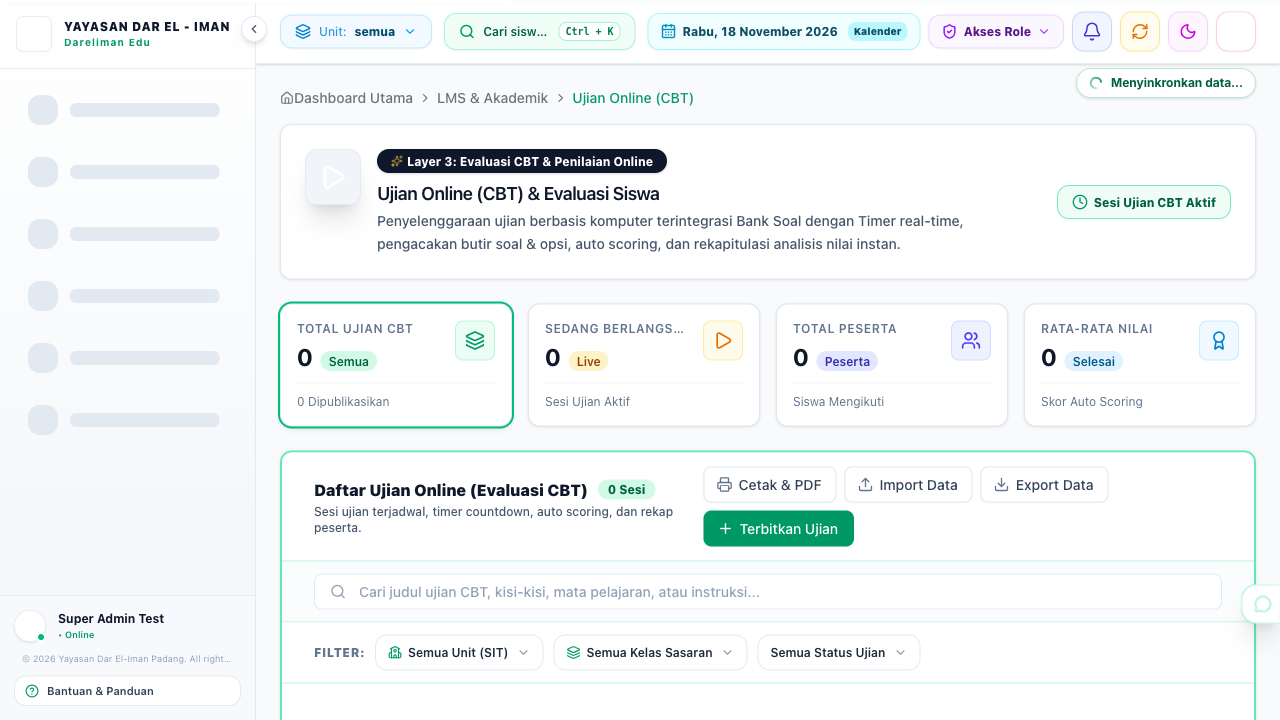 YAYASAN DAR EL - IMAN
Dareliman Edu
Unit: semua
Cari sisw...
Ctrl + K
Rabu, 18 November 2026
Kalender
Akses Role
Menyinkronkan data...
Dashboard Utama > LMS & Akademik > Ujian Online (CBT)
Layer 3: Evaluasi CBT & Penilaian Online
Ujian Online (CBT) & Evaluasi Siswa
Penyelenggaraan ujian berbasis komputer terintegrasi Bank Soal dengan Timer real-time,
pengacakan butir soal & opsi, auto scoring, dan rekapitulasi analisis nilai instan.
Sesi Ujian CBT Aktif
TOTAL UJIAN CBT
0 Semua
0 Dipublikasikan
SEDANG BERLANGS...
0 Live
Sesi Ujian Aktif
TOTAL PESERTA
0 Peserta
Siswa Mengikuti
RATA-RATA NILAI
0 Selesai
Skor Auto Scoring
Daftar Ujian Online (Evaluasi CBT) 0 Sesi
Sesi ujian terjadwal, timer countdown, auto scoring, dan rekap
peserta.
Cetak & PDF
Import Data
Export Data
+ Terbitkan Ujian
Cari judul ujian CBT, kisi-kisi, mata pelajaran, atau instruksi...
FILTER:
Semua Unit (SIT)
Semua Kelas Sasaran
Semua Status Ujian
Super Admin Test
• Online
© 2026 Yayasan Dar El-Iman Padang. All right...
Bantuan & Panduan